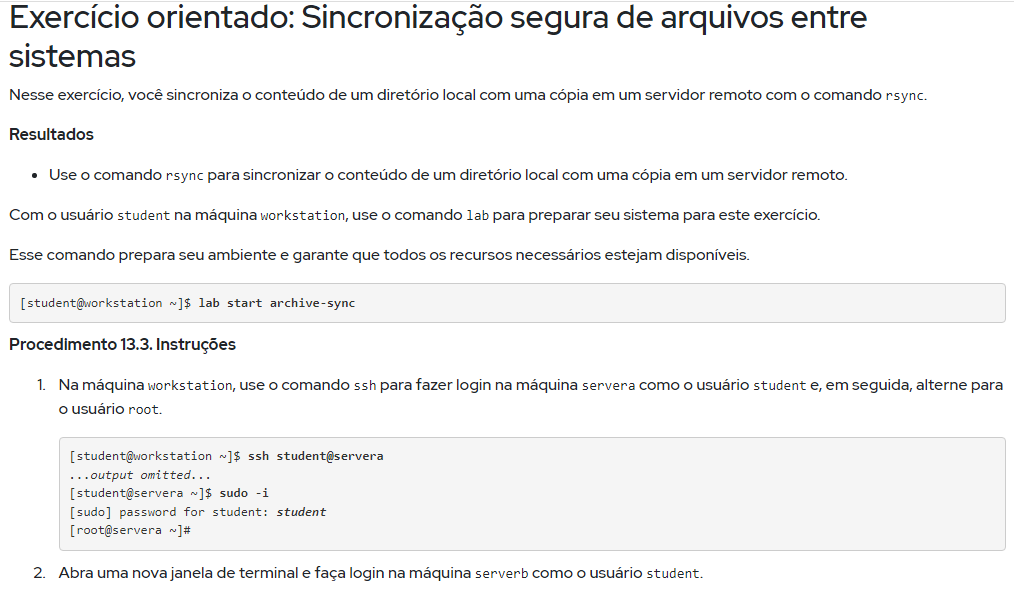 Exercício orientado: Sincronização segura de arquivos entre
sistemas
Nesse exercício, você sincroniza o conteúdo de um diretório local com uma cópia em um servidor remoto com o comando rsync.
Resultados
• Use o comando rsync para sincronizar o conteúdo de um diretório local com uma cópia em um servidor remoto.
Com o usuário student na máquina workstation, use o comando lab para preparar seu sistema para este exercício.
Esse comando prepara seu ambiente e garante que todos os recursos necessários estejam disponíveis.
[student@workstation ~]$ lab start archive-sync
Procedimento 13.3. Instruções
1. Na máquina workstation, use o comando ssh para fazer login na máquina servera como o usuário student e, em seguida, alterne para
o usuário root.
[student@workstation ~]$ ssh student@servera
...output omitted...
[student@servera ~]$ sudo -i
[sudo] password for student: student
[root@servera ~]#
2. Abra uma nova janela de terminal e faça login na máquina serverb como o usuário student.